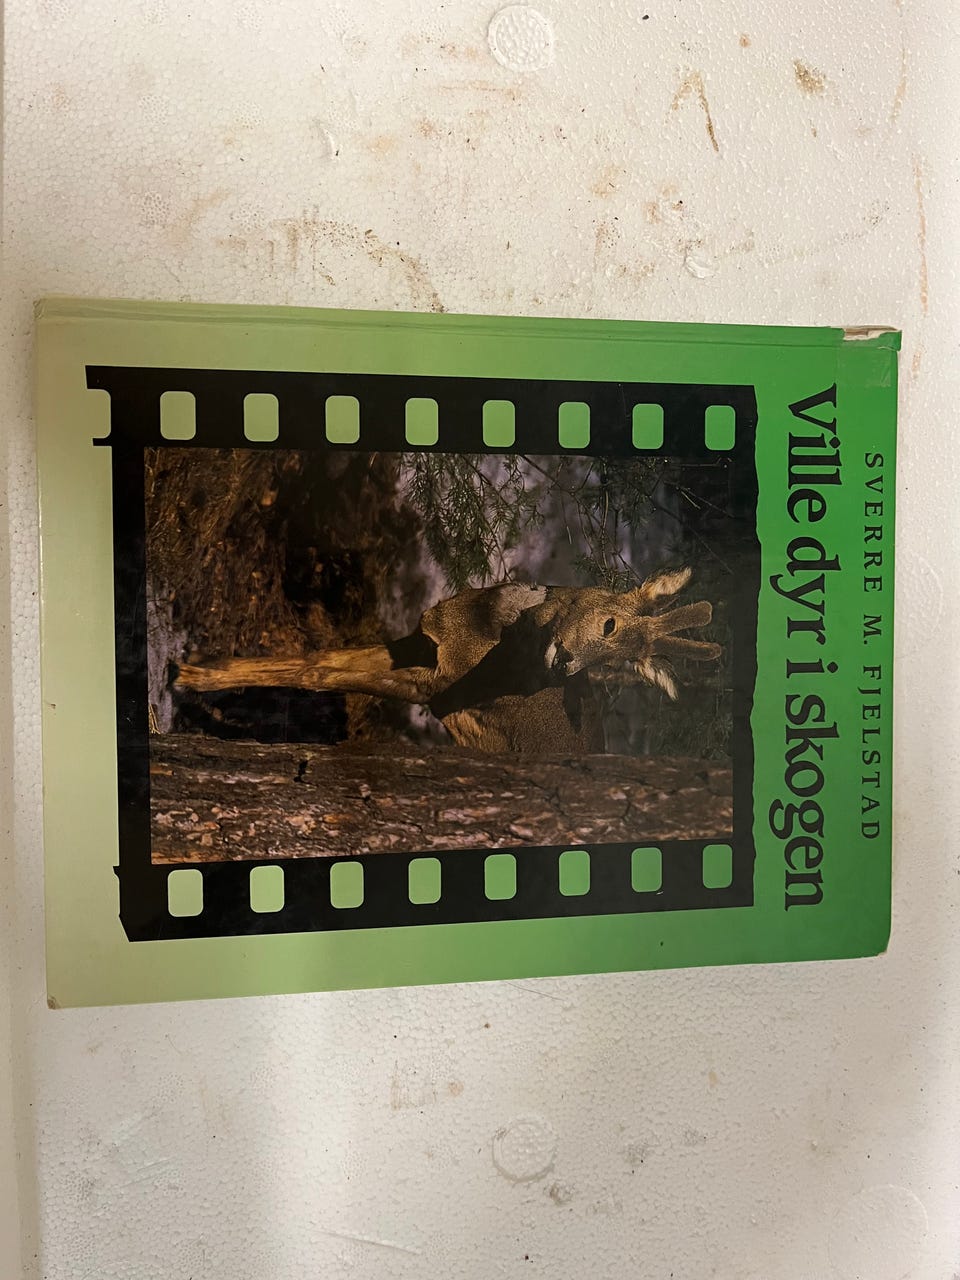 SVERRE M. FJELSTAD
Ville dyr i skogen